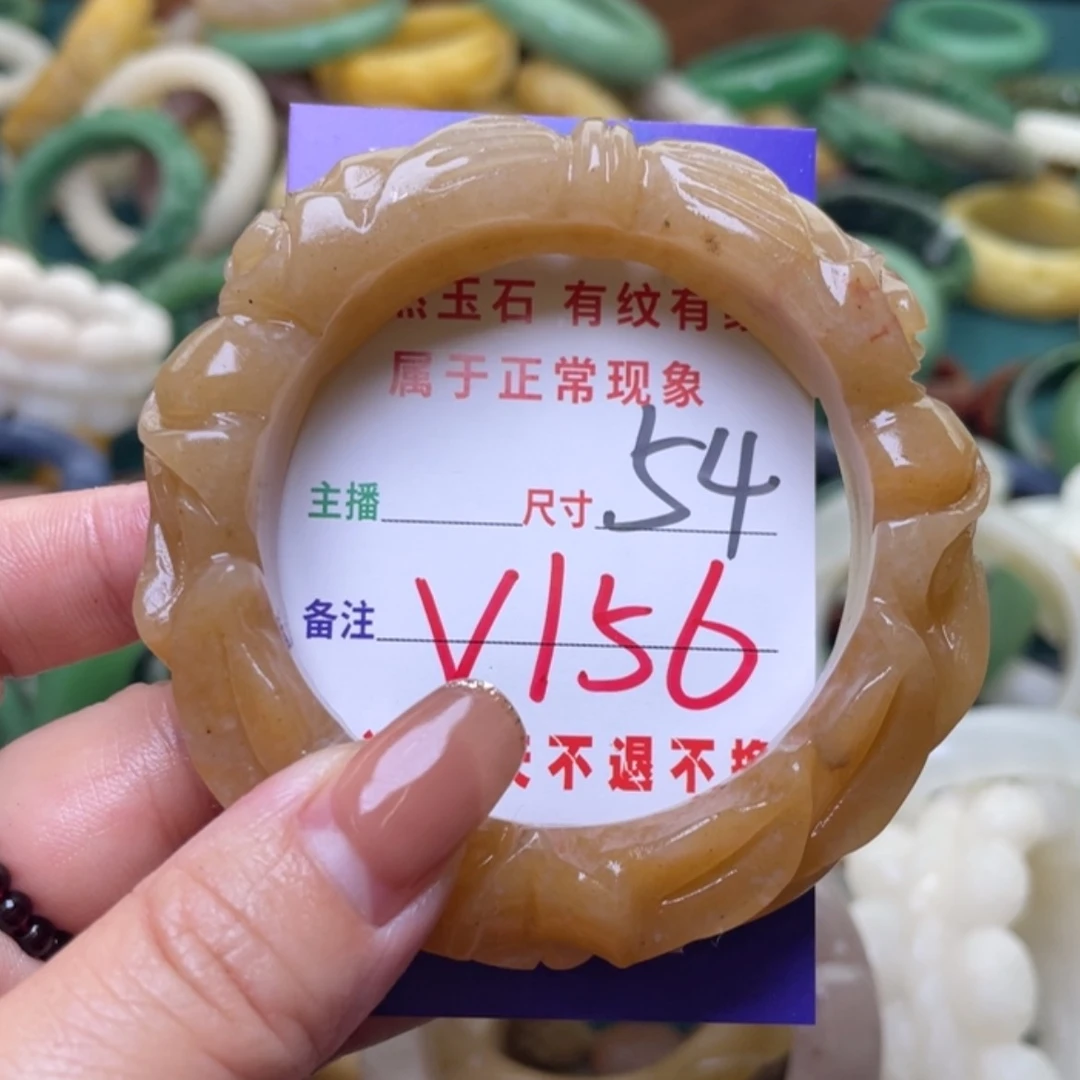 玉石 有纹有
属于正常现象
主播 尺寸 54
备注 V156
不退不换